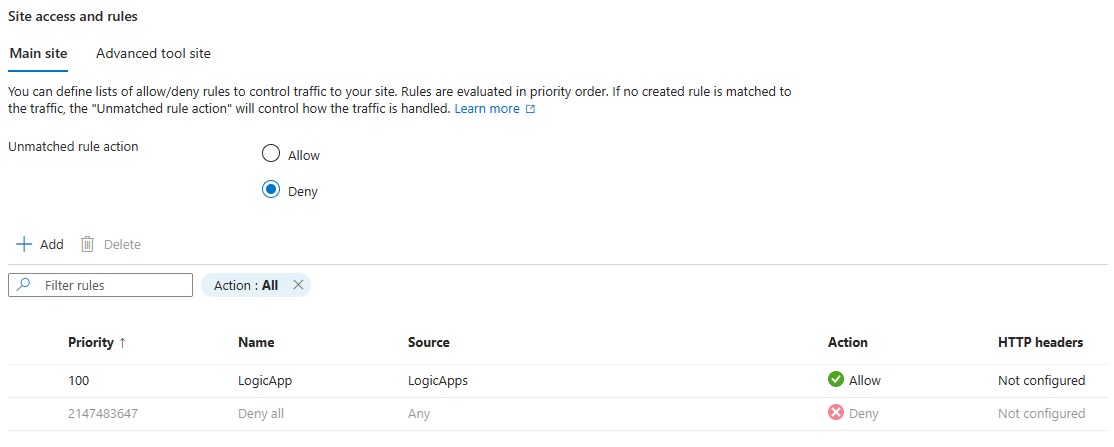 Site access and rules
Main site Advanced tool site
You can define lists of allow/deny rules to control traffic to your site. Rules are evaluated in priority order. If no created rule is matched to
the traffic, the "Unmatched rule action" will control how the traffic is handled. Learn more
Unmatched rule action
Allow
Deny
Add Delete
Filter rules Action : All
Priority ↑ Name Source Action HTTP headers
100 LogicApp LogicApps Allow Not configured
2147483647 Deny all Any Deny Not configured